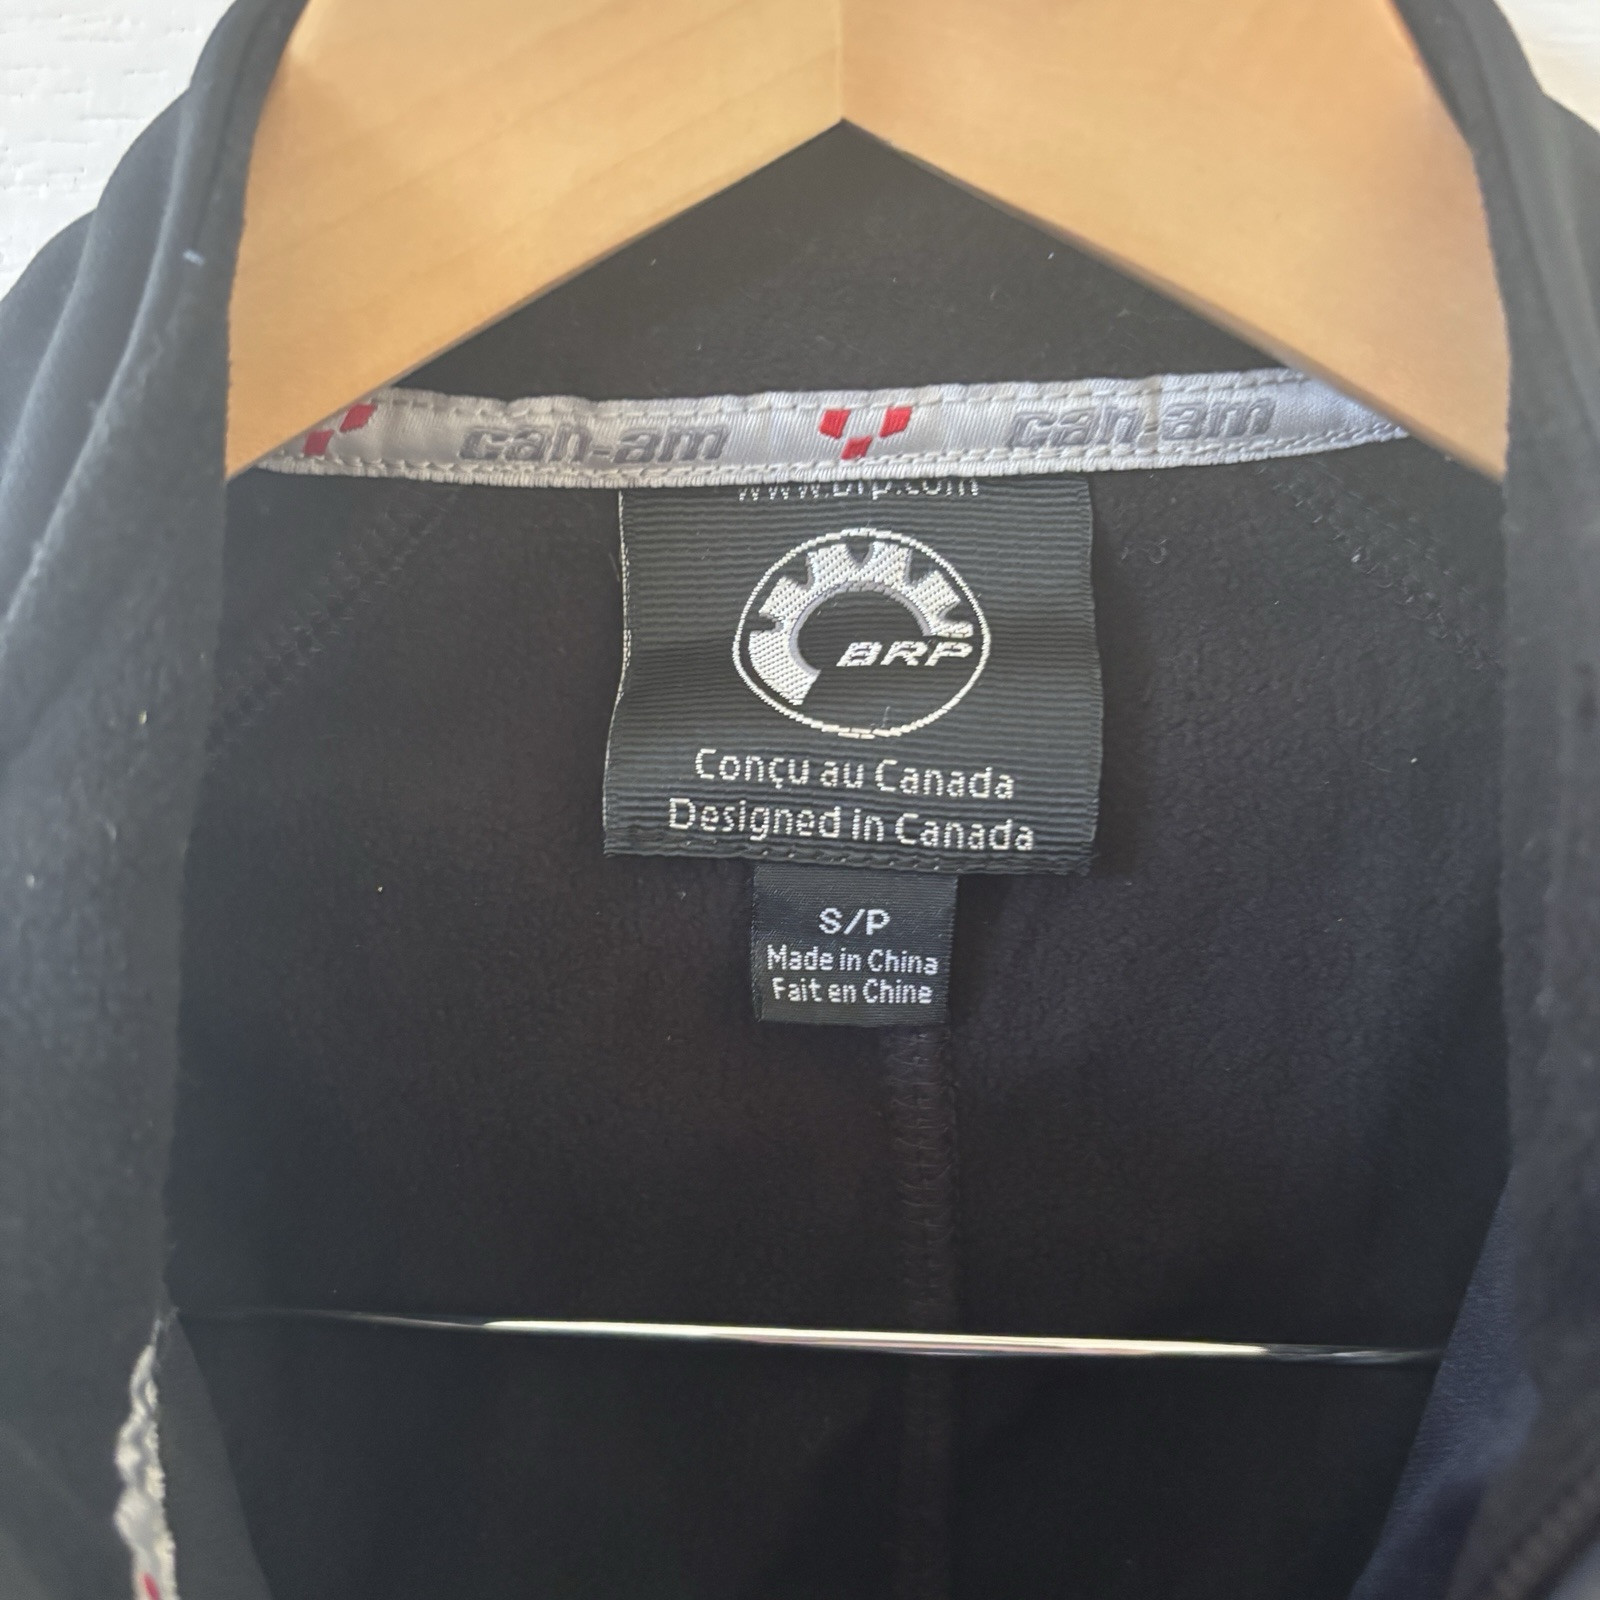 can-am can-am
www.brp.com
BRP
Conçu au Canada
Designed in Canada
S/P
Made in China
Fait en Chine